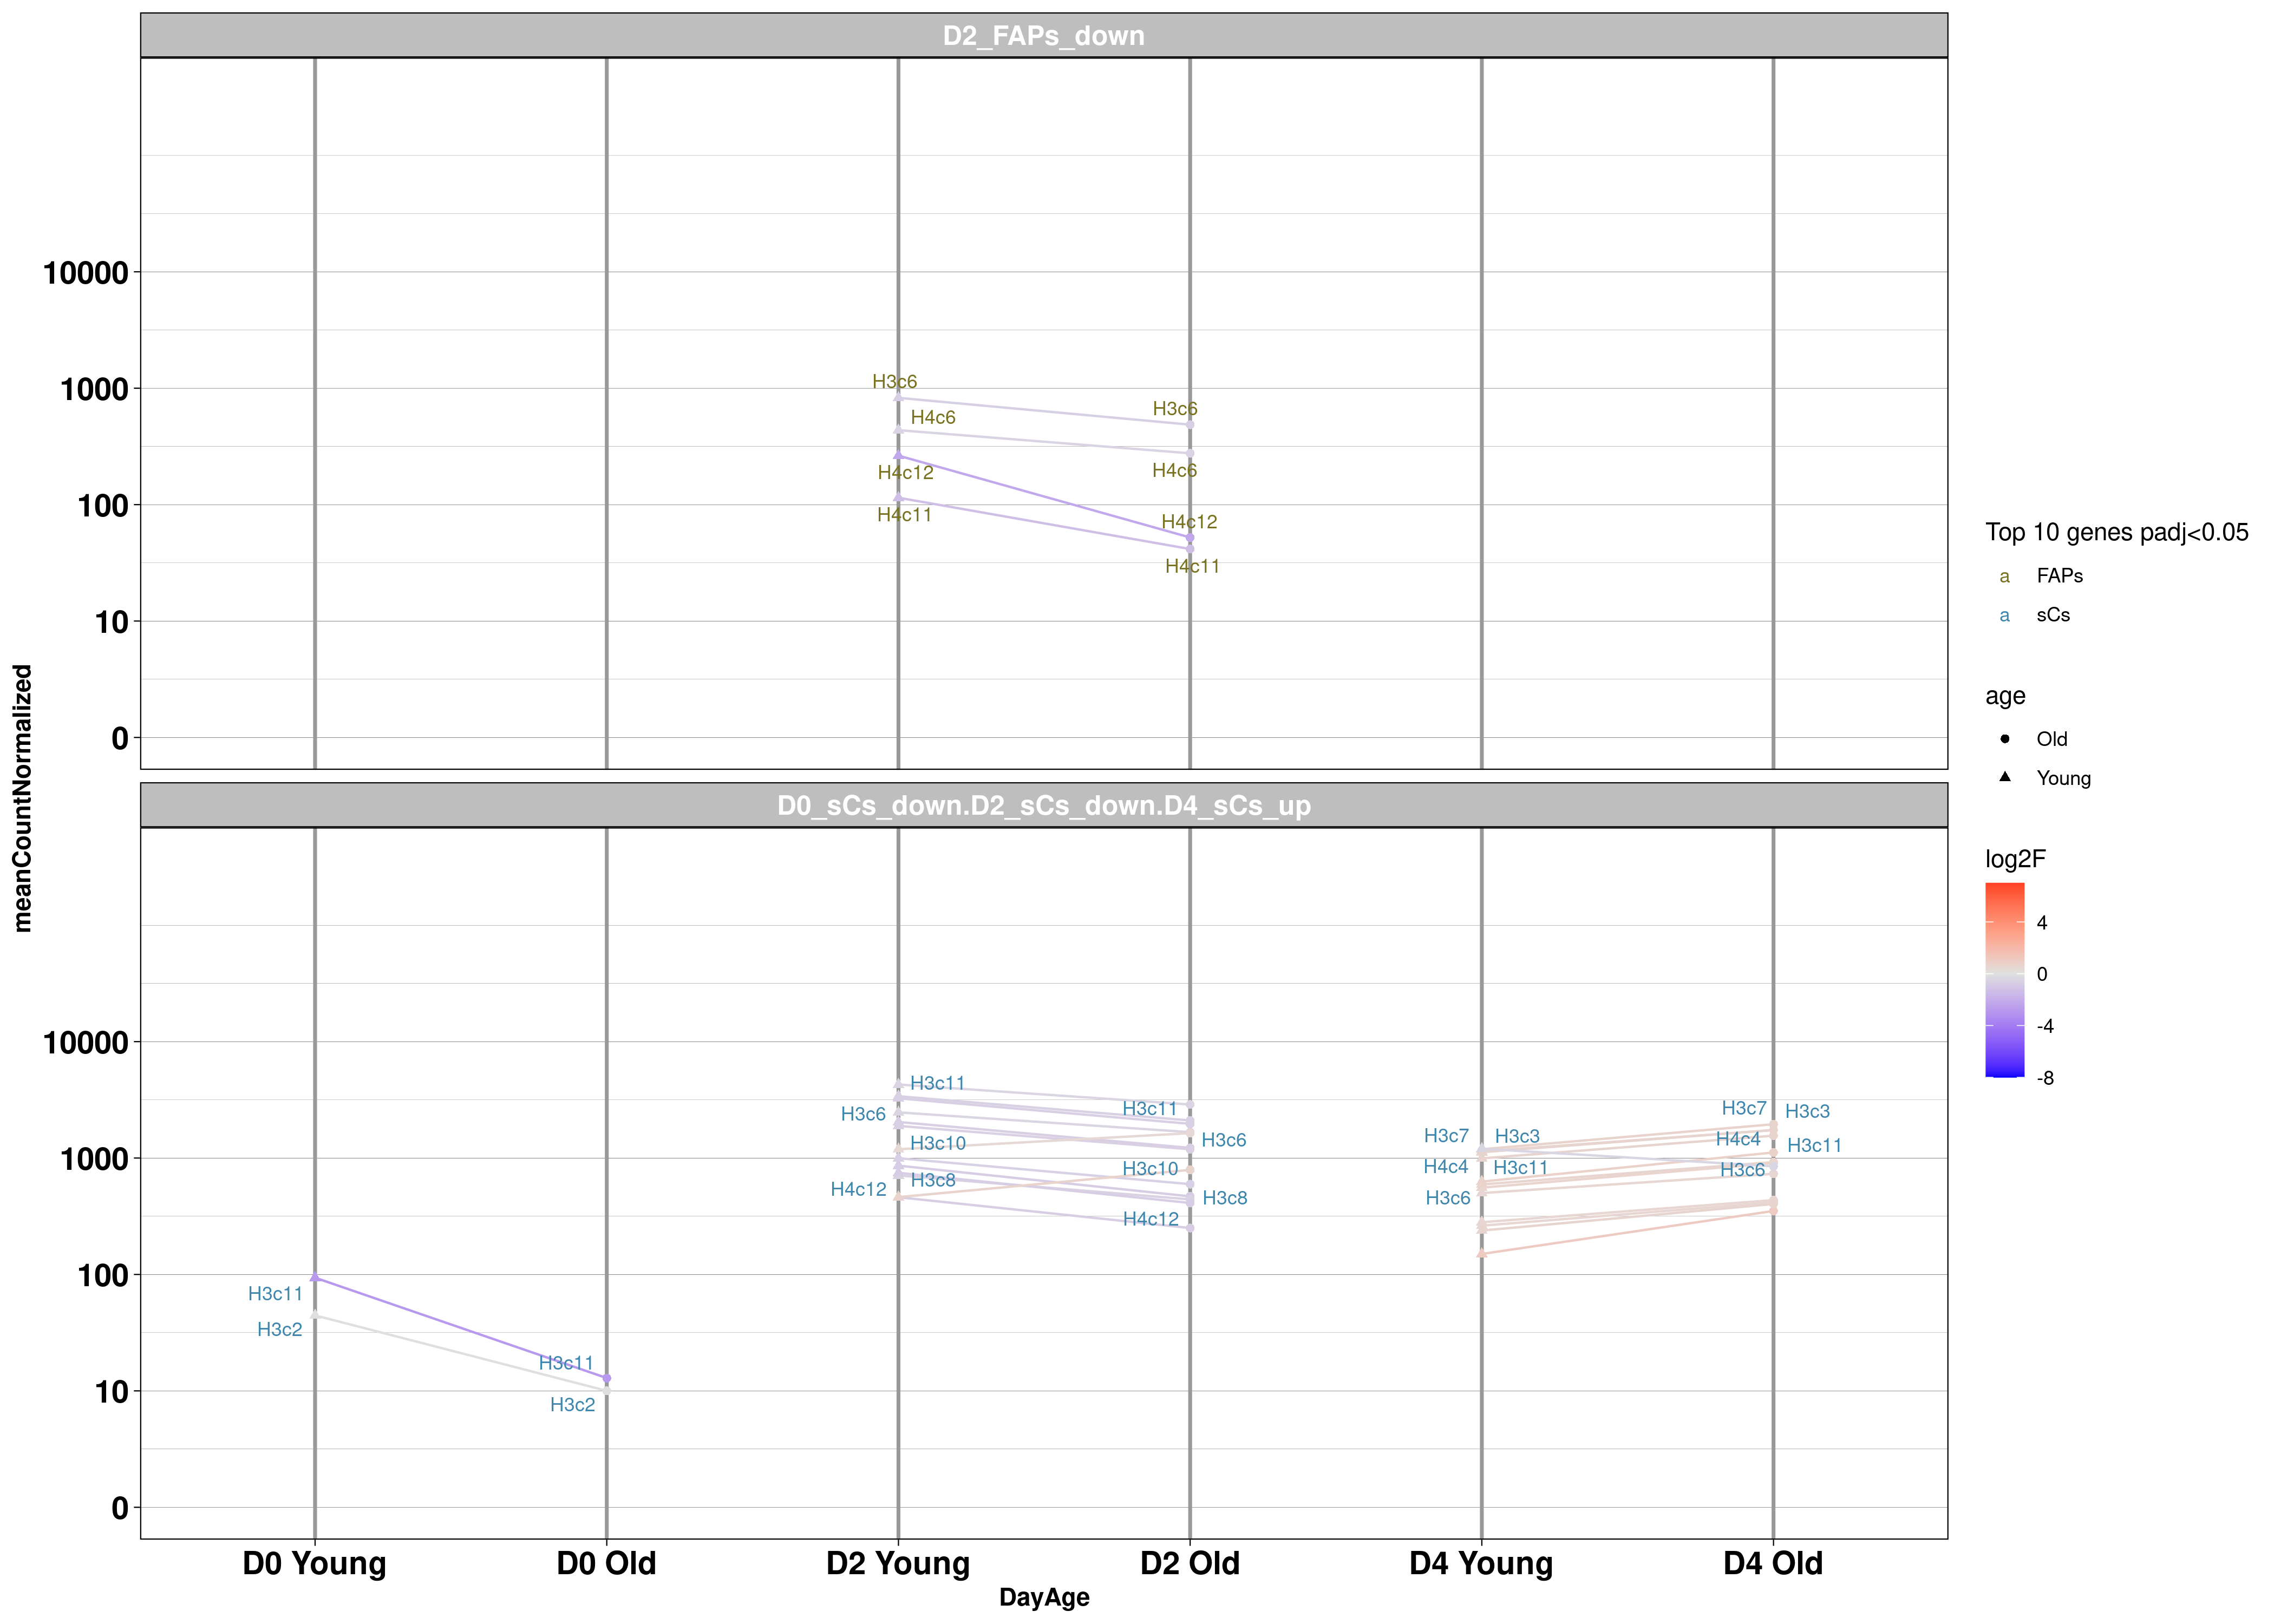 D2_FAPs_down
10000
1000
100
10
0
H3c6
H4c6
H4c12
H4c11
H3c6
H4c6
H4c12
H4c11
meanCountNormalized
D0_sCs_down.D2_sCs_down.D4_sCs_up
10000
1000
100
10
0
H3c11
H3c2
H3c11
H3c2
H3c11
H3c6
H3c10
H3c8
H4c12
H3c11
H3c6
H3c10
H3c8
H4c12
H3c7
H3c3
H4c4
H3c11
H3c6
H3c7
H3c3
H4c4
H3c11
H3c6
D0 Young
D0 Old
D2 Young
D2 Old
D4 Young
D4 Old
DayAge
Top 10 genes padj<0.05
a FAPs
a sCs
age
Old
Young
log2F
4
0
-4
-8